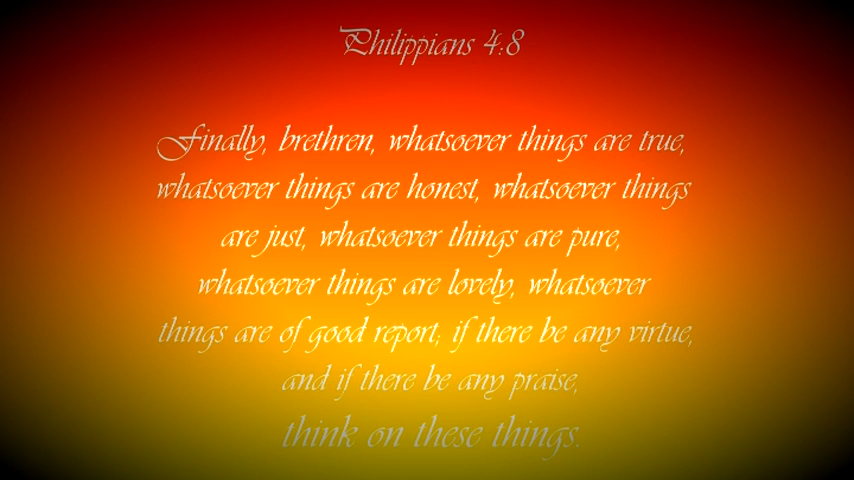 Philippians 4:8
Finally, brethren, whatsoever things are true,
whatsoever things are honest, whatsoever things
are just, whatsoever things are pure,
whatsoever things are lovely, whatsoever
things are of good report; if there be any virtue,
and if there be any praise,
think on these things.